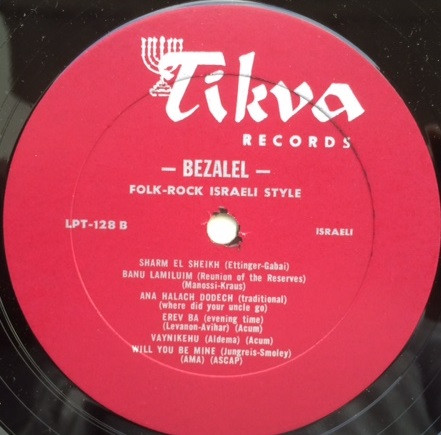 Tikva
RECORDS
– BEZALEL –
FOLK-ROCK ISRAELI STYLE
LPT-128 B
ISRAELI
SHARM EL SHEIKH (Ettinger-Gabai)
BANU LAMILUIM (Reunion of the Reserves)
(Manossi-Kraus)
ANA HALACH DODECH (traditional)
(where did your uncle go)
EREV BA (evening time)
(Levanon-Avihar) (Acum)
VAYNIKEHU (Aldema) (Acum)
WILL YOU BE MINE (Jungreis-Smoley)
(AMA) (ASCAP)